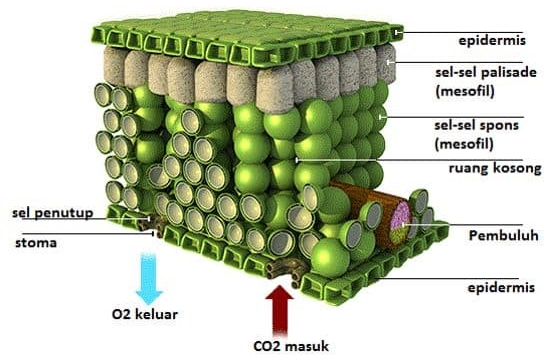 epidermis
sel-sel palisade
(mesofil)
sel-sel spons
(mesofil)
ruang kosong
sel penutup
stoma
Pembuluh
epidermis
O2 keluar
CO2 masuk